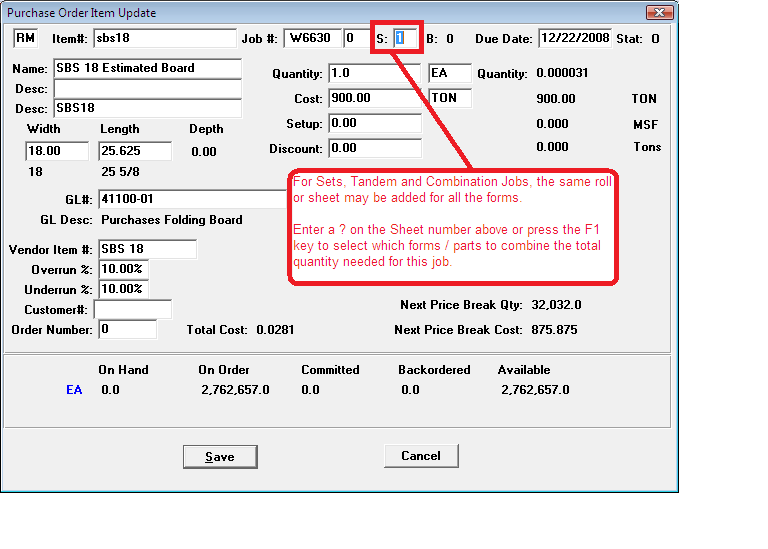 Purchase Order Item Update
RM Item#: sbs18 Job #: W6630 0 S: 1 B: 0 Due Date: 12/22/2008 Stat: O
Name: SBS 18 Estimated Board Quantity: 1.0 EA Quantity: 0.000031
Desc: Cost: 900.00 TON 900.00 TON
Desc: SBS18 Setup: 0.00 0.000 MSF
Width Length Depth Discount: 0.00 0.000 Tons
18.00 25.625 0.00
18 25 5/8
For Sets, Tandem and Combination Jobs, the same roll
or sheet may be added for all the forms.
Enter a ? on the Sheet number above or press the F1
key to select which forms / parts to combine the total
quantity needed for this job.
GL#: 41100-01
GL Desc: Purchases Folding Board
Vendor Item #: SBS 18
Overrun %: 10.00%
Underrun %: 10.00%
Customer#: Next Price Break Qty: 32,032.0
Order Number: 0 Total Cost: 0.0281 Next Price Break Cost: 875.875
On Hand On Order Committed Backordered Available
EA 0.0 2,762,657.0 0.0 0.0 2,762,657.0
Save Cancel